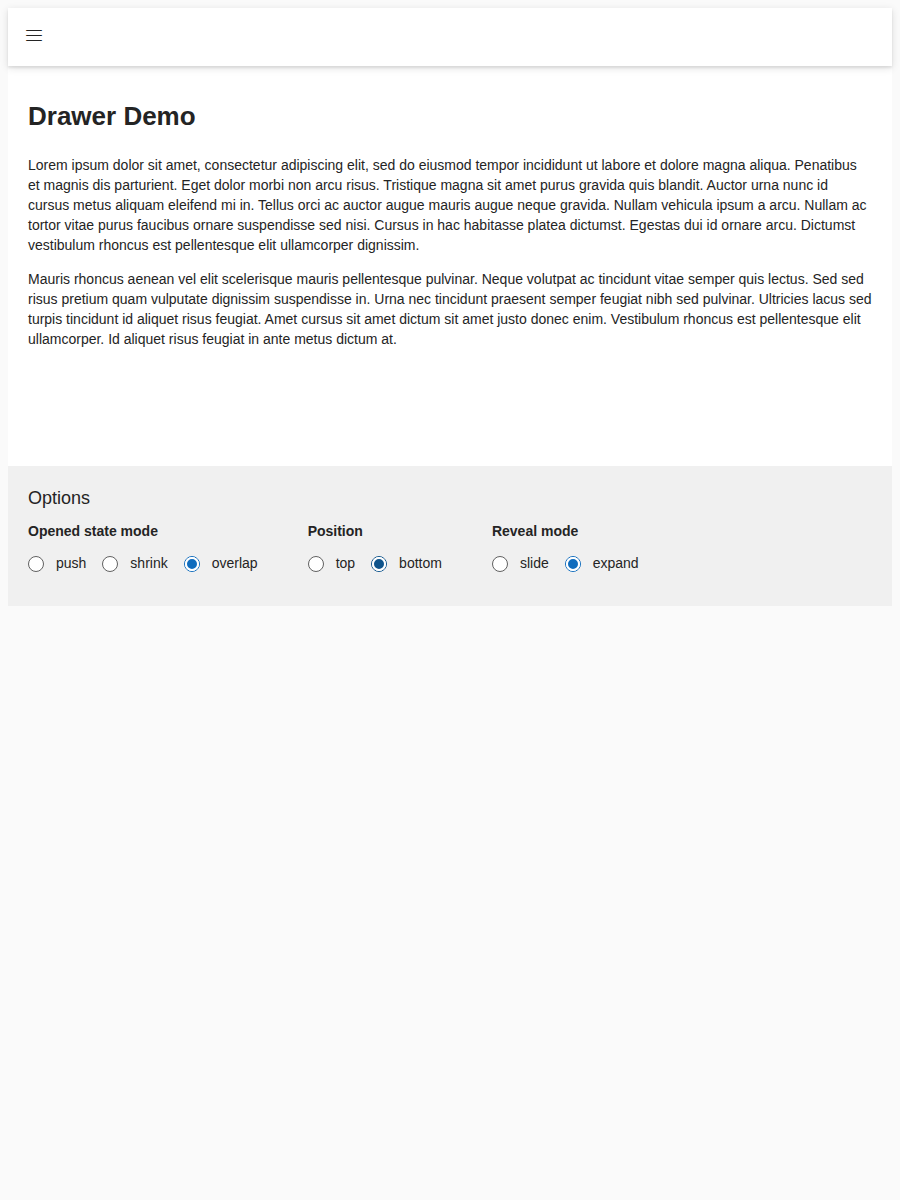 Drawer Demo
Lorem ipsum dolor sit amet, consectetur adipiscing elit, sed do eiusmod tempor incididunt ut labore et dolore magna aliqua. Penatibus
et magnis dis parturient. Eget dolor morbi non arcu risus. Tristique magna sit amet purus gravida quis blandit. Auctor urna nunc id
cursus metus aliquam eleifend mi in. Tellus orci ac auctor augue mauris augue neque gravida. Nullam vehicula ipsum a arcu. Nullam ac
tortor vitae purus faucibus ornare suspendisse sed nisi. Cursus in hac habitasse platea dictumst. Egestas dui id ornare arcu. Dictumst
vestibulum rhoncus est pellentesque elit ullamcorper dignissim.
Mauris rhoncus aenean vel elit scelerisque mauris pellentesque pulvinar. Neque volutpat ac tincidunt vitae semper quis lectus. Sed sed
risus pretium quam vulputate dignissim suspendisse in. Urna nec tincidunt praesent semper feugiat nibh sed pulvinar. Ultricies lacus sed
turpis tincidunt id aliquet risus feugiat. Amet cursus sit amet dictum sit amet justo donec enim. Vestibulum rhoncus est pellentesque elit
ullamcorper. Id aliquet risus feugiat in ante metus dictum at.
Options
Opened state mode
push shrink overlap
Position
top bottom
Reveal mode
slide expand